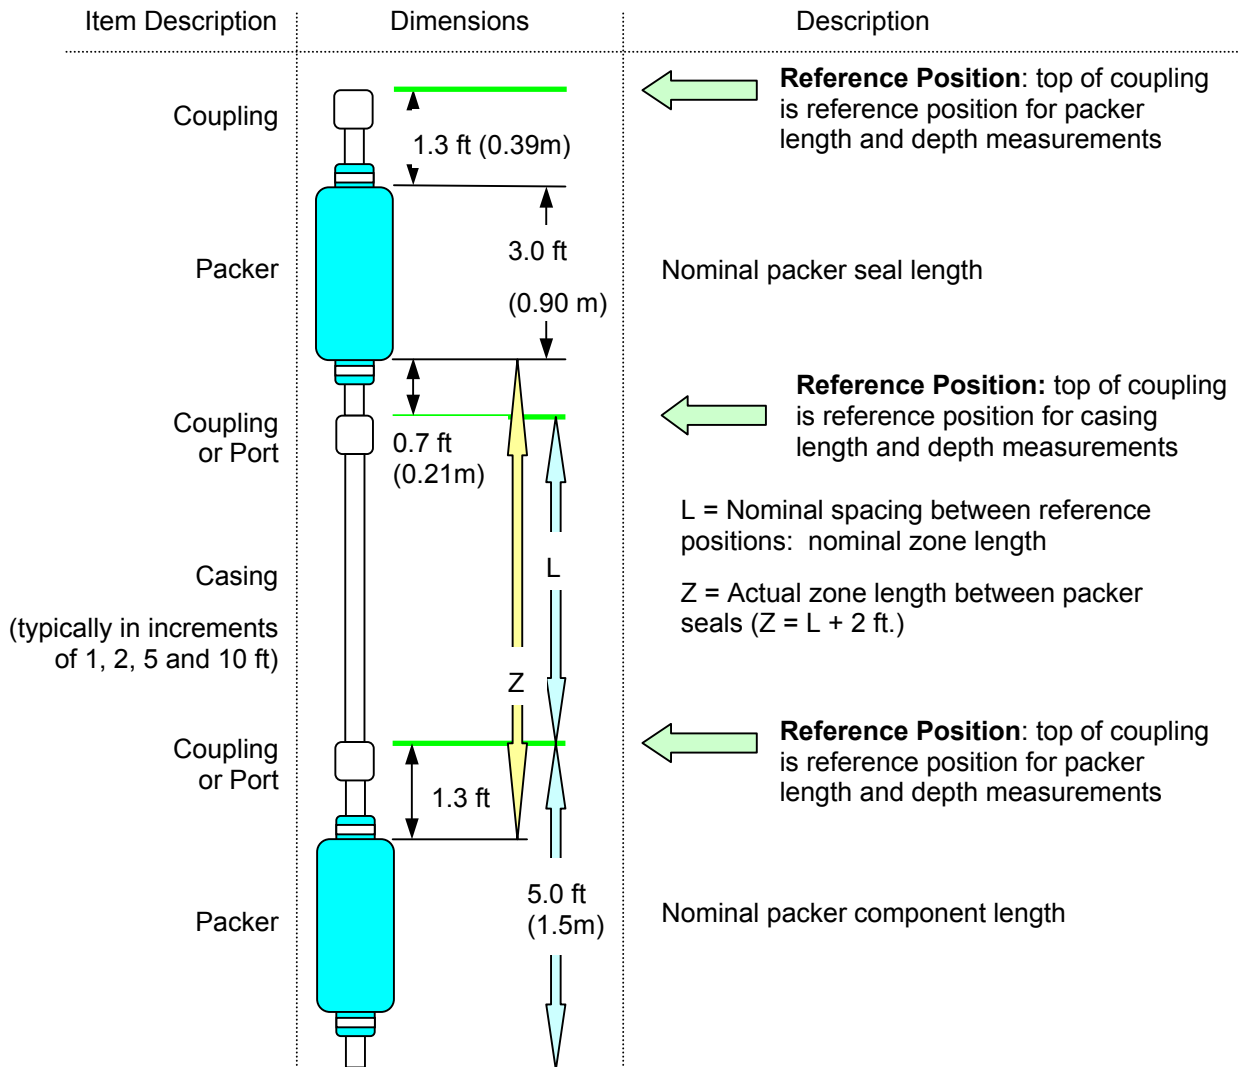 Item Description
Dimensions
Description
Coupling
1.3 ft (0.39m)
Reference Position: top of coupling
is reference position for packer
length and depth measurements
Packer
3.0 ft
(0.90 m)
Nominal packer seal length
Coupling
or Port
0.7 ft
(0.21m)
Reference Position: top of coupling
is reference position for casing
length and depth measurements
L = Nominal spacing between reference
positions: nominal zone length
Casing
(typically in increments
of 1, 2, 5 and 10 ft)
L
Z
Z = Actual zone length between packer
seals (Z = L + 2 ft.)
Coupling
or Port
1.3 ft
Reference Position: top of coupling
is reference position for packer
length and depth measurements
Packer
5.0 ft
(1.5m)
Nominal packer component length